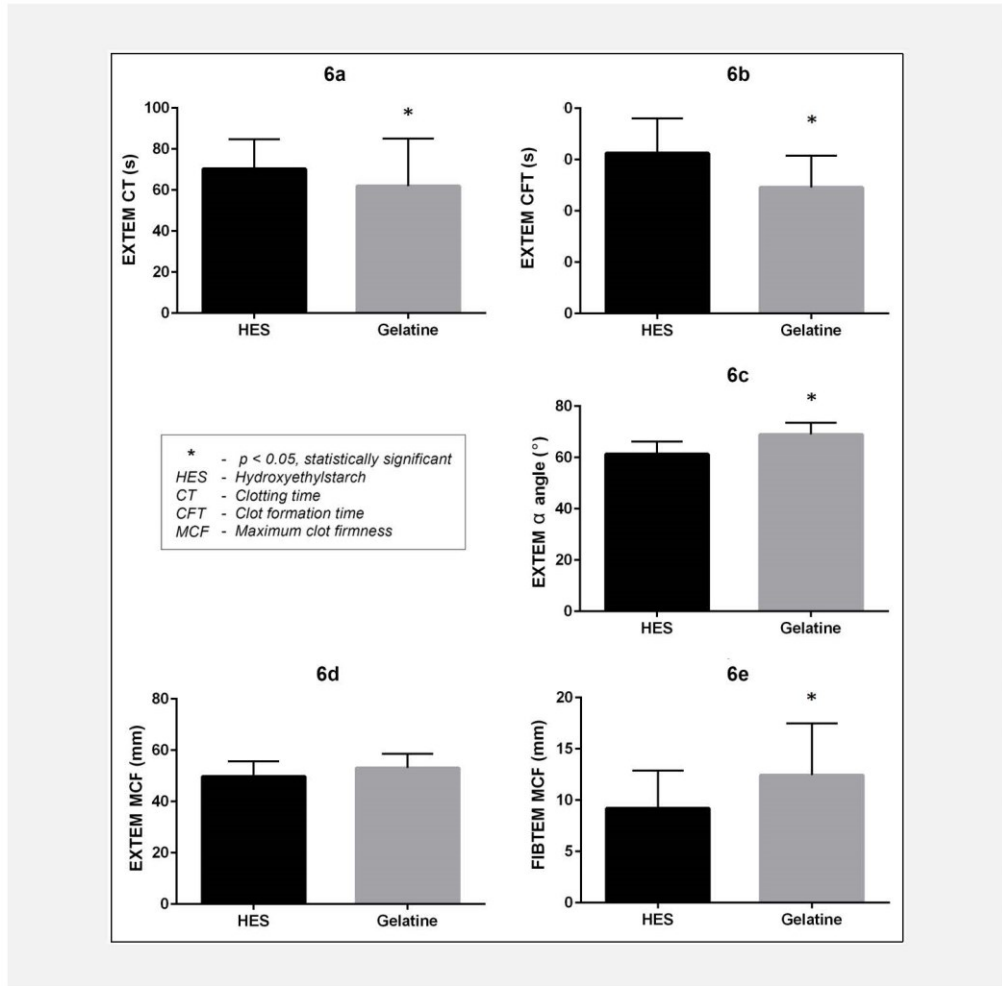 6a
EXTEM CT (s)
100
80
60
40
20
0
HES Gelatine
*
6b
EXTEM CFT (s)
0
0
0
0
0
HES Gelatine
*
6c
EXTEM α angle (°)
80
60
40
20
0
HES Gelatine
*
* - p < 0.05, statistically significant
HES - Hydroxyethylstarch
CT - Clotting time
CFT - Clot formation time
MCF - Maximum clot firmness
6d
EXTEM MCF (mm)
80
60
40
20
0
HES Gelatine
6e
FIBTEM MCF (mm)
20
15
10
5
0
HES Gelatine
*